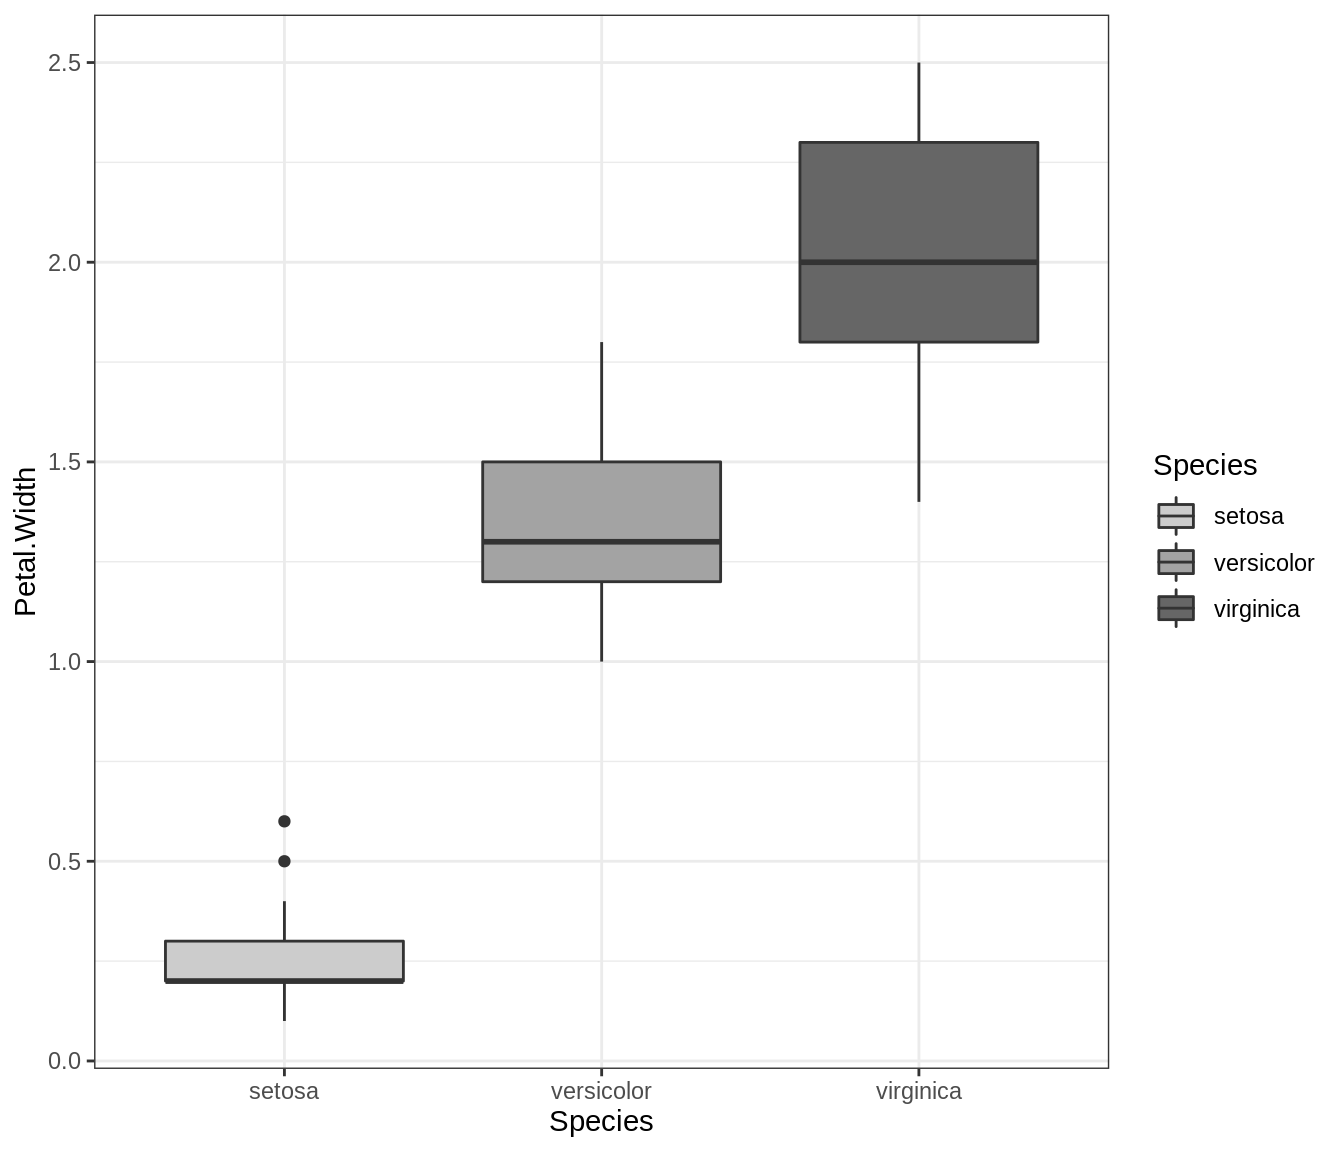 2.5
2.0
1.5
1.0
0.5
0.0
Petal.Width
setosa versicolor virginica
Species
Species
setosa
versicolor
virginica